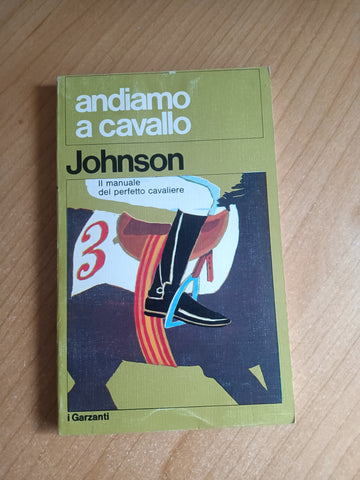 andiamo
a cavallo
Johnson
Il manuale
del perfetto cavaliere
3
i Garzanti